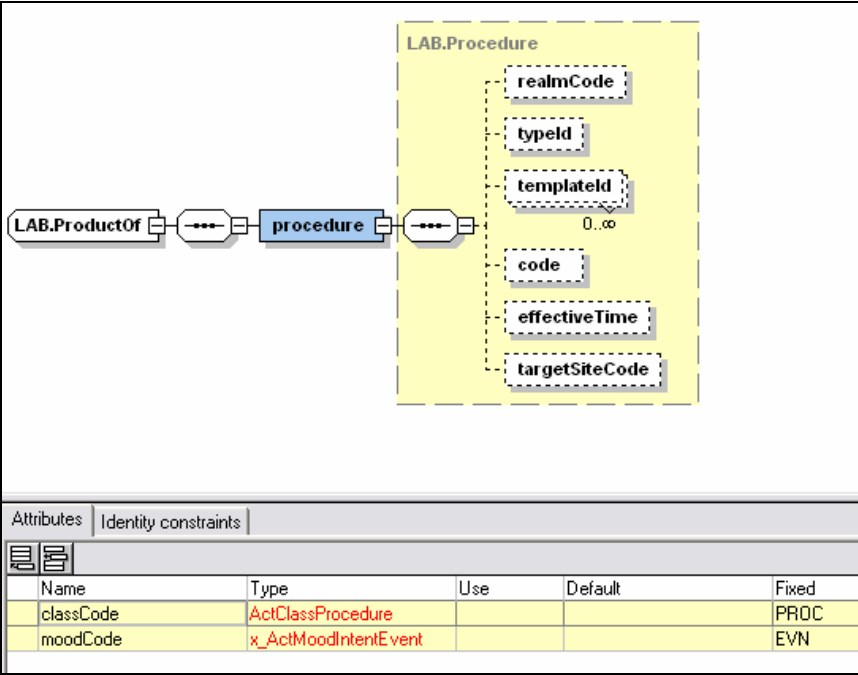 LAB.Procedure
realmCode
typeId
templateId
LAB.ProductOf
procedure
0..∞
code
effectiveTime
targetSiteCode
Attributes Identity constraints
Name Type Use Default Fixed
classCode ActClassProcedure PROC
moodCode x_ActMoodIntentEvent EVN